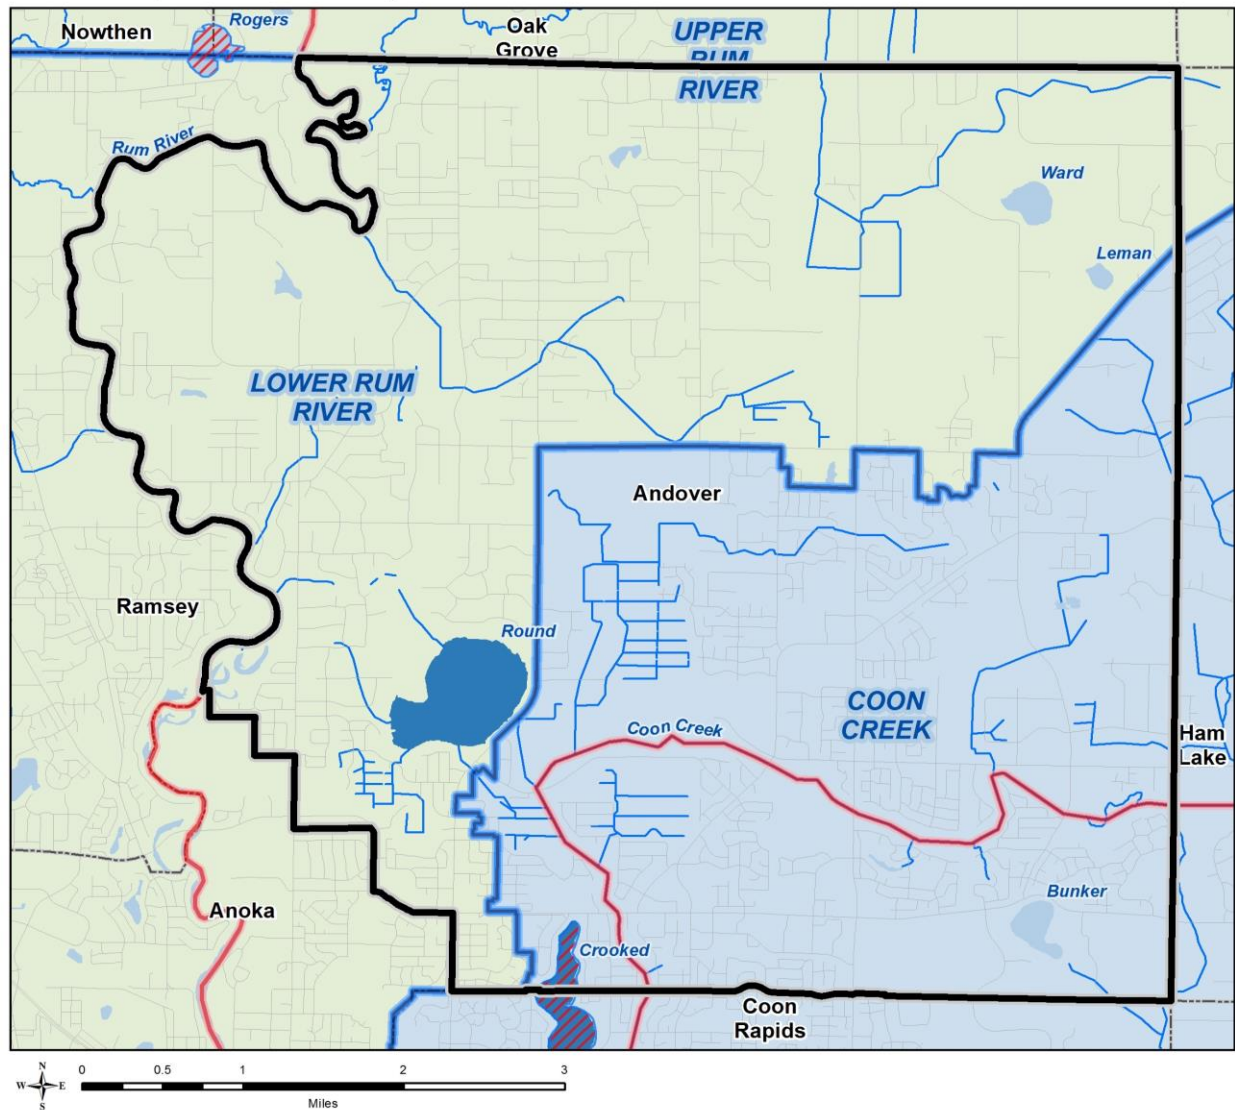 Nowthen
Rogers
Oak
Grove
UPPER
RUM
RIVER
Rum River
Ward
Leman
LOWER RUM
RIVER
Andover
Ramsey
Round
COON
CREEK
Coon Creek
Ham
Lake
Bunker
Anoka
Crooked
Coon
Rapids
N
W E
S
0 0.5 1 2 3
Miles